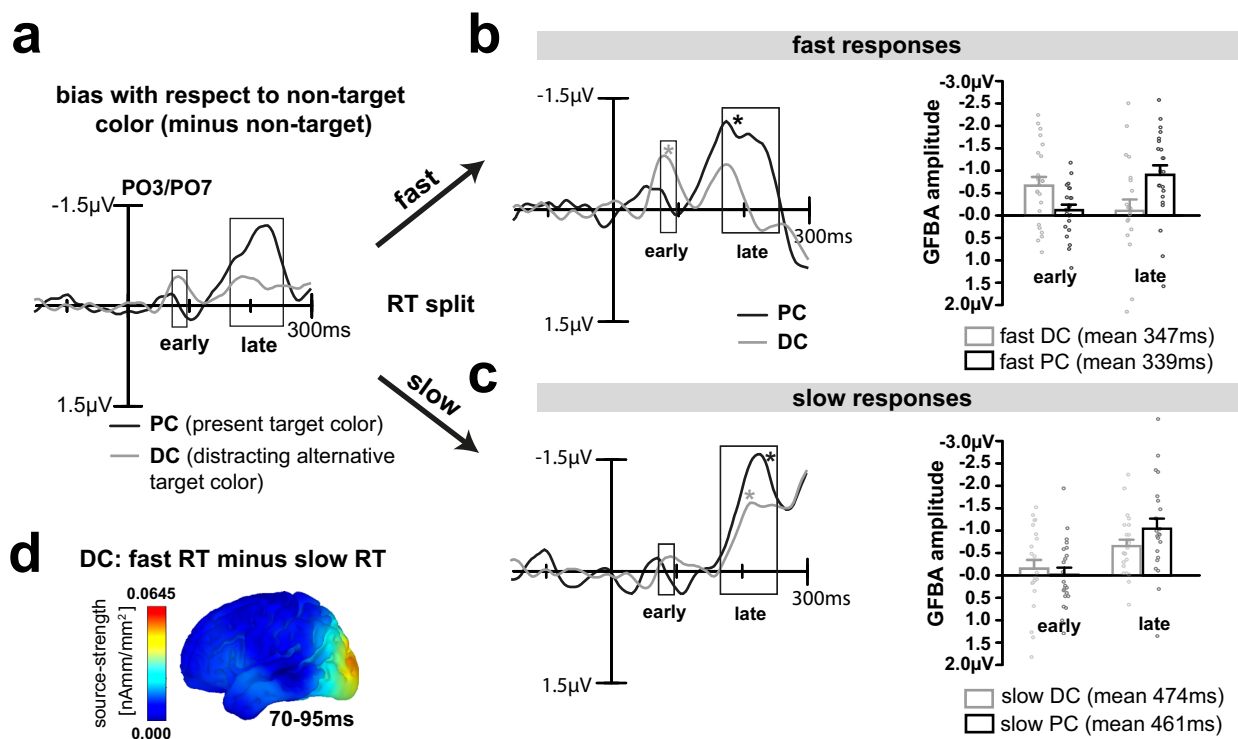 a
bias with respect to non-target
color (minus non-target)
PO3/PO7
-1.5µV
early
late
300ms
1.5µV
PC (present target color)
DC (distracting alternative
target color)
fast
RT split
slow
b
fast responses
-1.5µV
early
late
300ms
1.5µV
PC
DC
GFBA amplitude
-3.0µV
-2.5
-2.0
-1.5
-1.0
-0.5
-0.0
early
late
1.0
1.5
2.0µV
fast DC (mean 347ms)
fast PC (mean 339ms)
c
slow responses
-1.5µV
early
late
300ms
1.5µV
GFBA amplitude
-3.0µV
-2.5
-2.0
-1.5
-1.0
-0.5
-0.0
early
late
1.0
1.5
2.0µV
slow DC (mean 474ms)
slow PC (mean 461ms)
d
DC: fast RT minus slow RT
source-strength
[nAmm/mm²]
0.0645
0.000
70-95ms